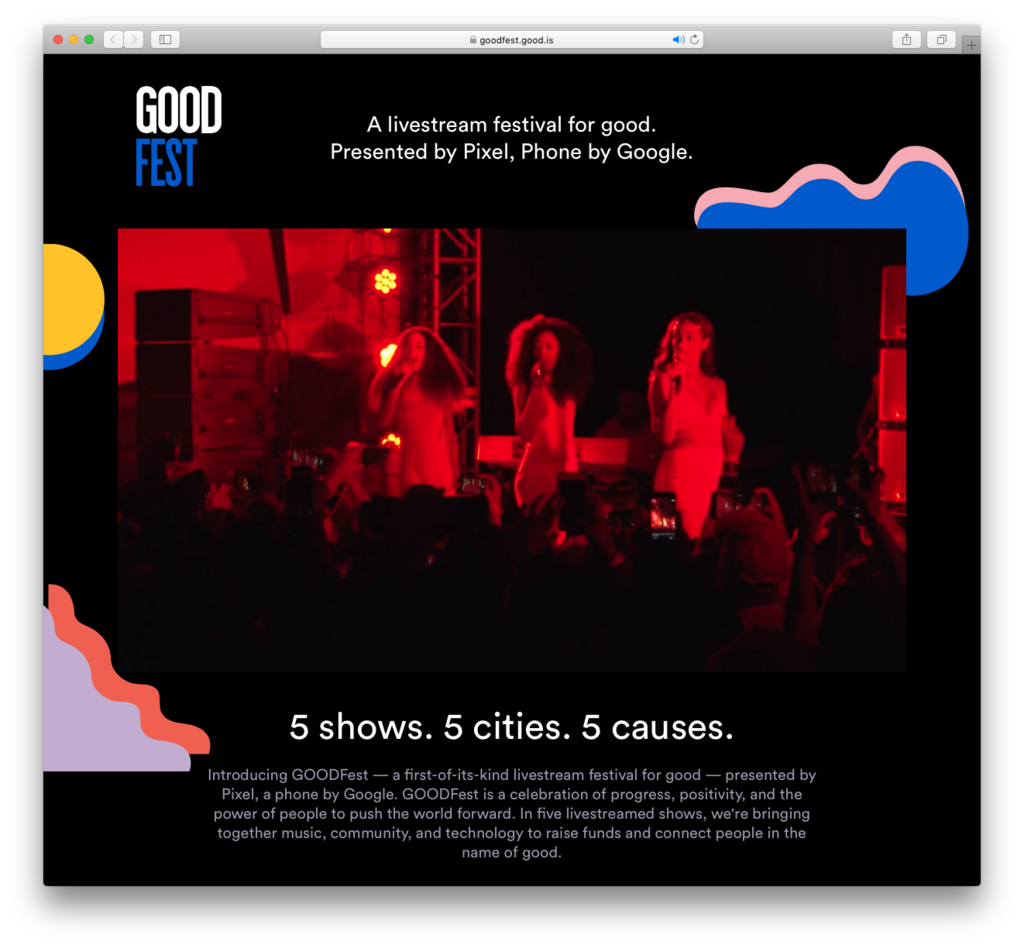 goodfest.good.is
GOOD
FEST
A livestream festival for good.
Presented by Pixel, Phone by Google.
5 shows. 5 cities. 5 causes.
Introducing GOODFest — a first-of-its-kind livestream festival for good — presented by
Pixel, a phone by Google. GOODFest is a celebration of progress, positivity, and the
power of people to push the world forward. In five livestreamed shows, we're bringing
together music, community, and technology to raise funds and connect people in the
name of good.